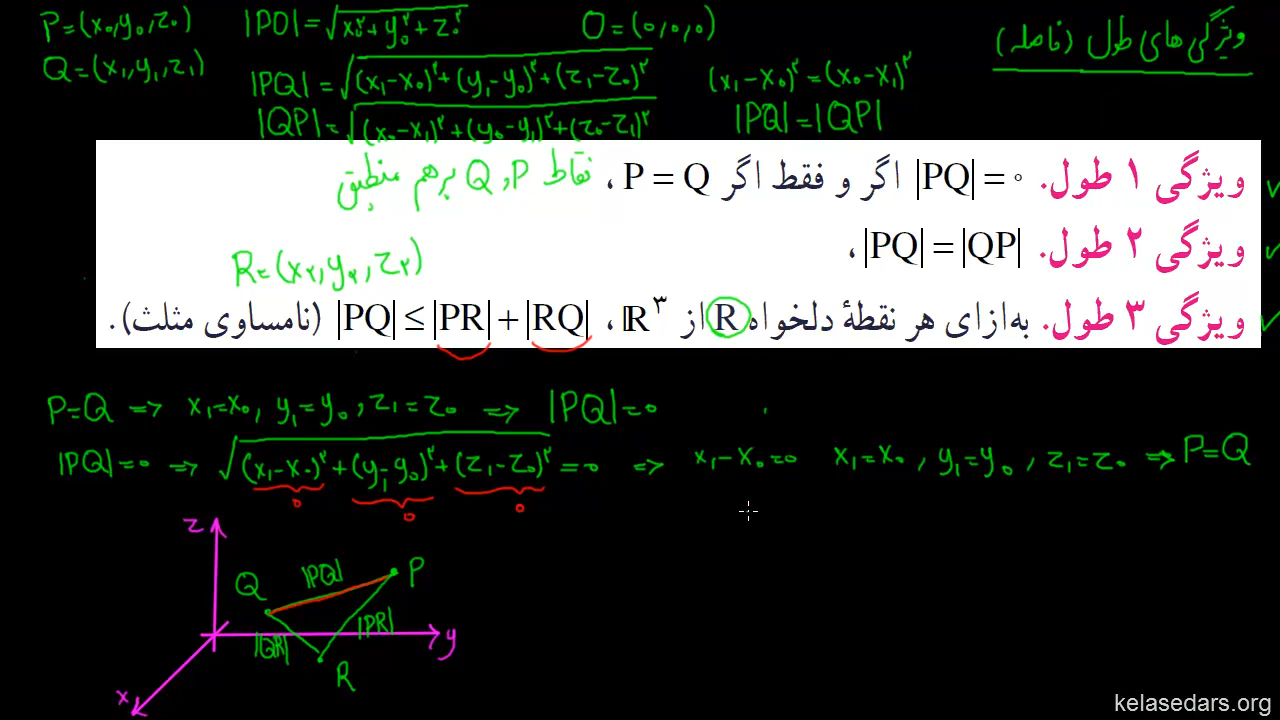 ویژگی های طول (فاصله)
P=(x₀,y₀,z₀) |PO|=√x₀²+y₀²+z₀² O=(0,0,0)
Q=(x₁,y₁,z₁) |PQ|=√(x₁-x₀)²+(y₁-y₀)²+(z₁-z₀)² (x₁-x₀)²=(x₀-x₁)²
|QP|=√(x₀-x₁)²+(y₀-y₁)²+(z₀-z₁)² |PQ|=|QP|
ویژگی ۱ طول. |PQ| = ۰ اگر و فقط اگر P = Q ،
نقاط P, Q برهم منطبق
ویژگی ۲ طول. |PQ| = |QP| ،
R=(x₂,y₂,z₂)
ویژگی ۳ طول. به‌ازای هر نقطهٔ دلخواه R از ℝ³ ، |PQ| ≤ |PR| + |RQ| (نامساوی مثلث).
P=Q => x₁=x₀, y₁=y₀, z₁=z₀ => |PQ|=0
|PQ|=0 => √(x₁-x₀)²+(y₁-y₀)²+(z₁-z₀)² =0 => x₁-x₀=0 x₁=x₀, y₁=y₀, z₁=z₀ => P=Q
0 0 0
z
Q |PQ| P
|QR| |PR| y
R
x
kelasedars.org